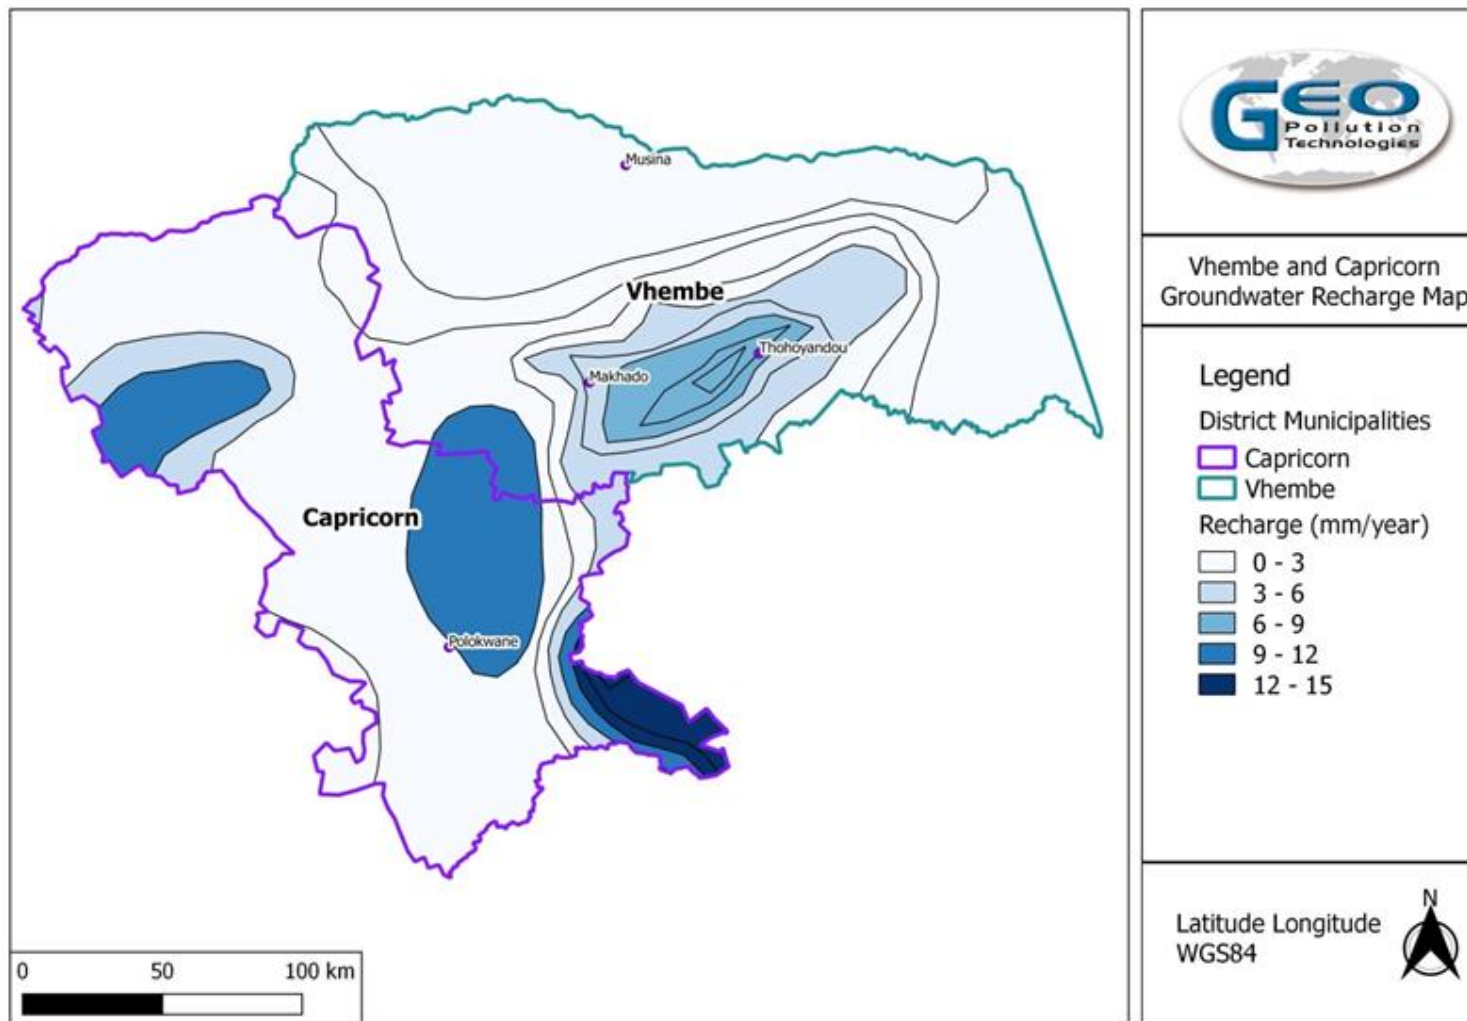 Musina
Vhembe
Thohoyandou
Makhado
Capricorn
Polokwane
0 50 100 km
GEO
Pollution
Technologies
Vhembe and Capricorn
Groundwater Recharge Map
Legend
District Municipalities
Capricorn
Vhembe
Recharge (mm/year)
0 - 3
3 - 6
6 - 9
9 - 12
12 - 15
Latitude Longitude
WGS84
N